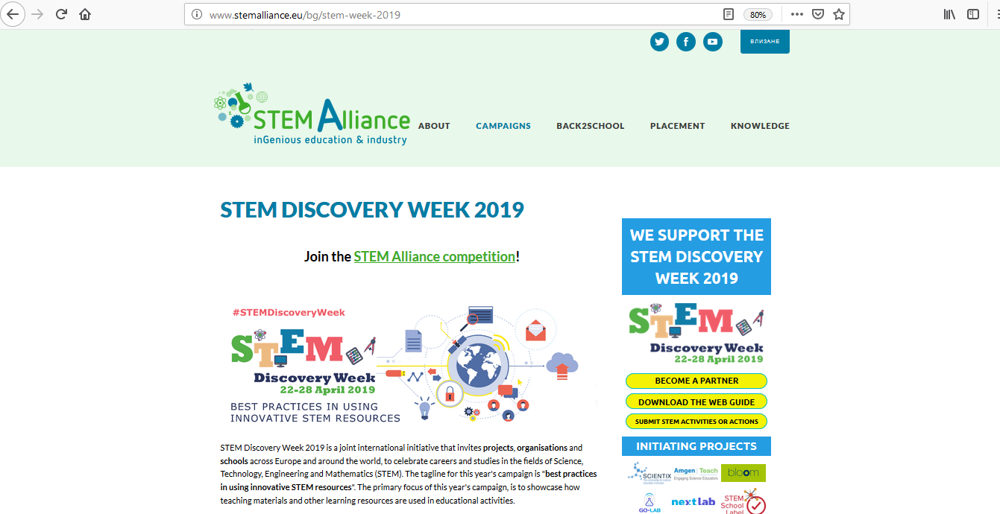 www.stemalliance.eu/bg/stem-week-2019
80%
ВЛИЗАНЕ
STEM Alliance
inGenious education & industry
ABOUT
CAMPAIGNS
BACK2SCHOOL
PLACEMENT
KNOWLEDGE
STEM DISCOVERY WEEK 2019
Join the STEM Alliance competition!
#STEMDiscoveryWeek
STEM
Discovery Week
22-28 April 2019
BEST PRACTICES IN USING
INNOVATIVE STEM RESOURCES
STEM Discovery Week 2019 is a joint international initiative that invites projects, organisations and
schools across Europe and around the world, to celebrate careers and studies in the fields of Science,
Technology, Engineering and Mathematics (STEM). The tagline for this year's campaign is "best practices
in using innovative STEM resources". The primary focus of this year's campaign, is to showcase how
teaching materials and other learning resources are used in educational activities.
WE SUPPORT THE
STEM DISCOVERY
WEEK 2019
STEM
Discovery Week
22-28 April 2019
BECOME A PARTNER
DOWNLOAD THE WEB GUIDE
SUBMIT STEM ACTIVITIES OR ACTIONS
INITIATING PROJECTS
SCIENTIX
Amgen Teach
Engaging Science Educators
bloom
GO-LAB
next lab
STEM
School
Label